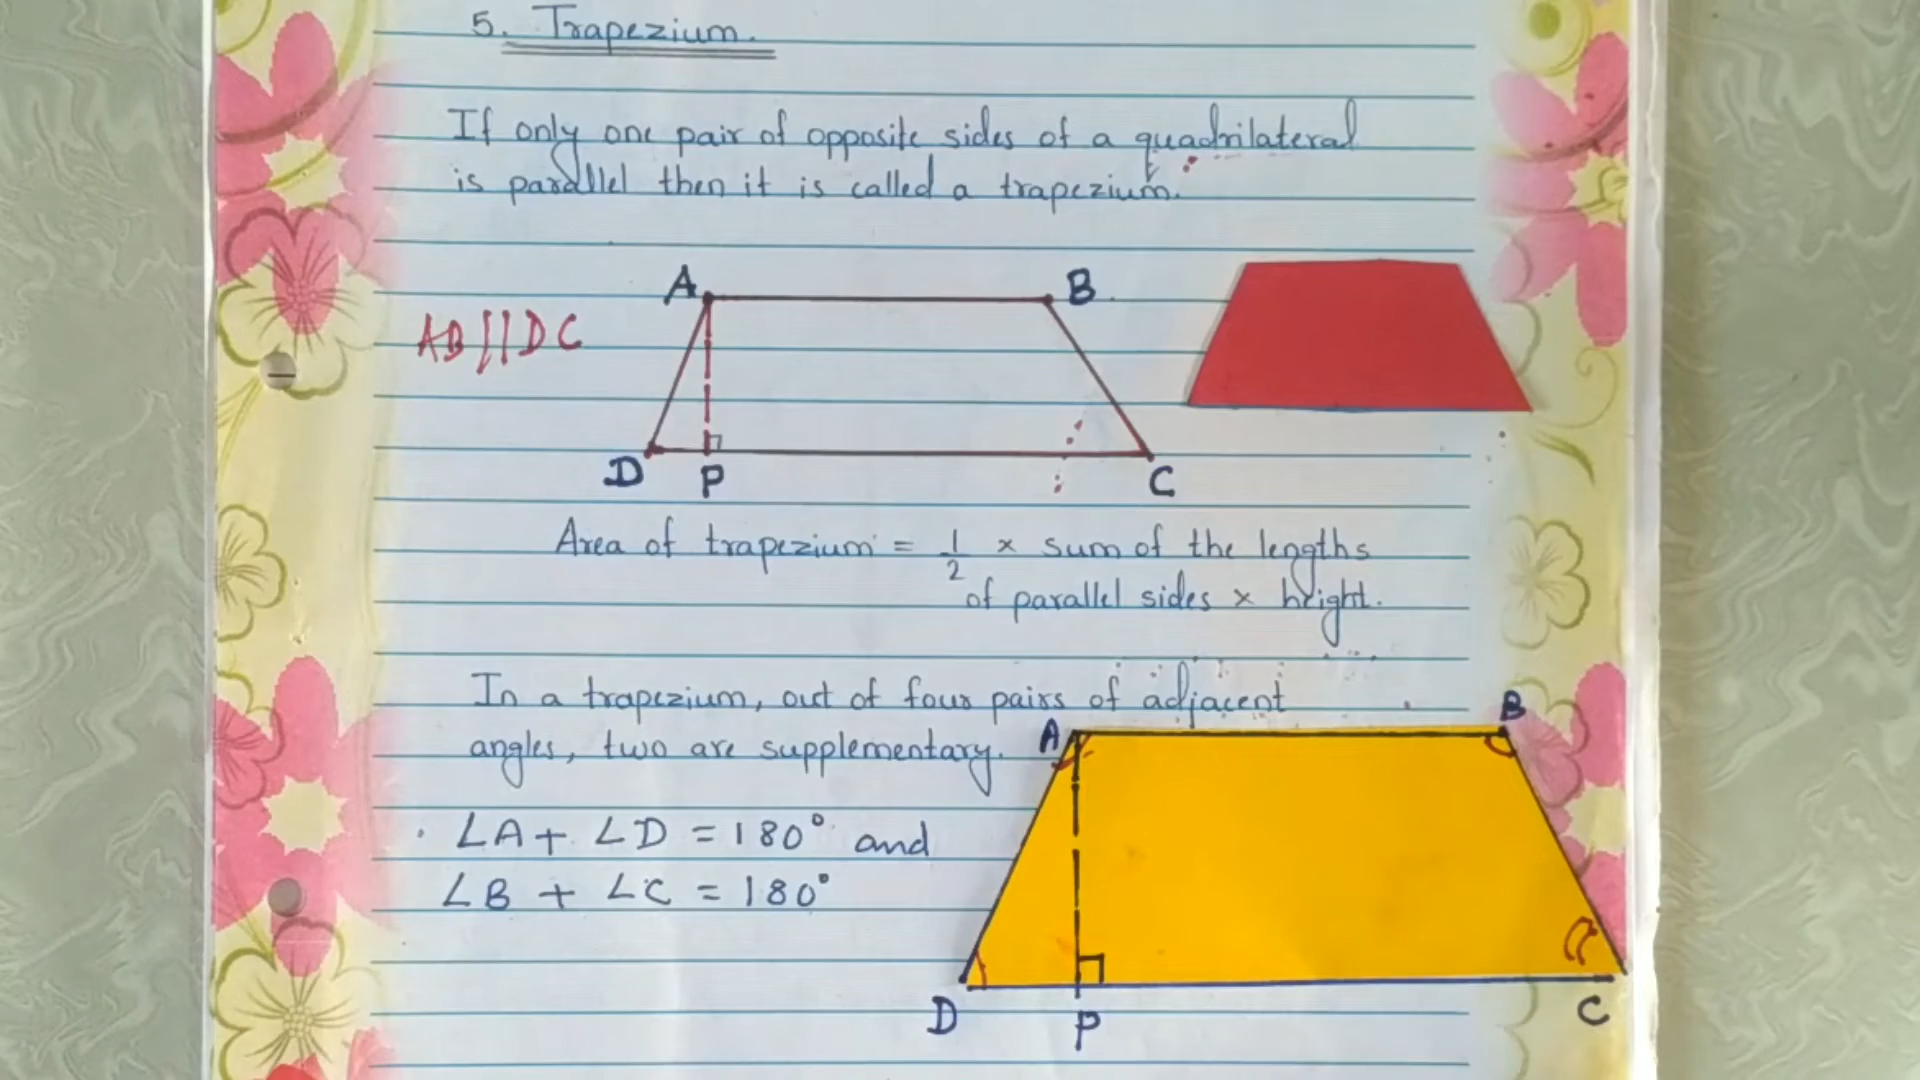 5. Trapezium.
If only one pair of opposite sides of a quadrilateral
is parallel then it is called a trapezium.
A B
AB||DC
D P C
Area of trapezium = 1/2 × sum of the lengths
of parallel sides × height.
In a trapezium, out of four pairs of adjacent
angles, two are supplementary.
A B
∠A + ∠D = 180° and
∠B + ∠C = 180°
D P C